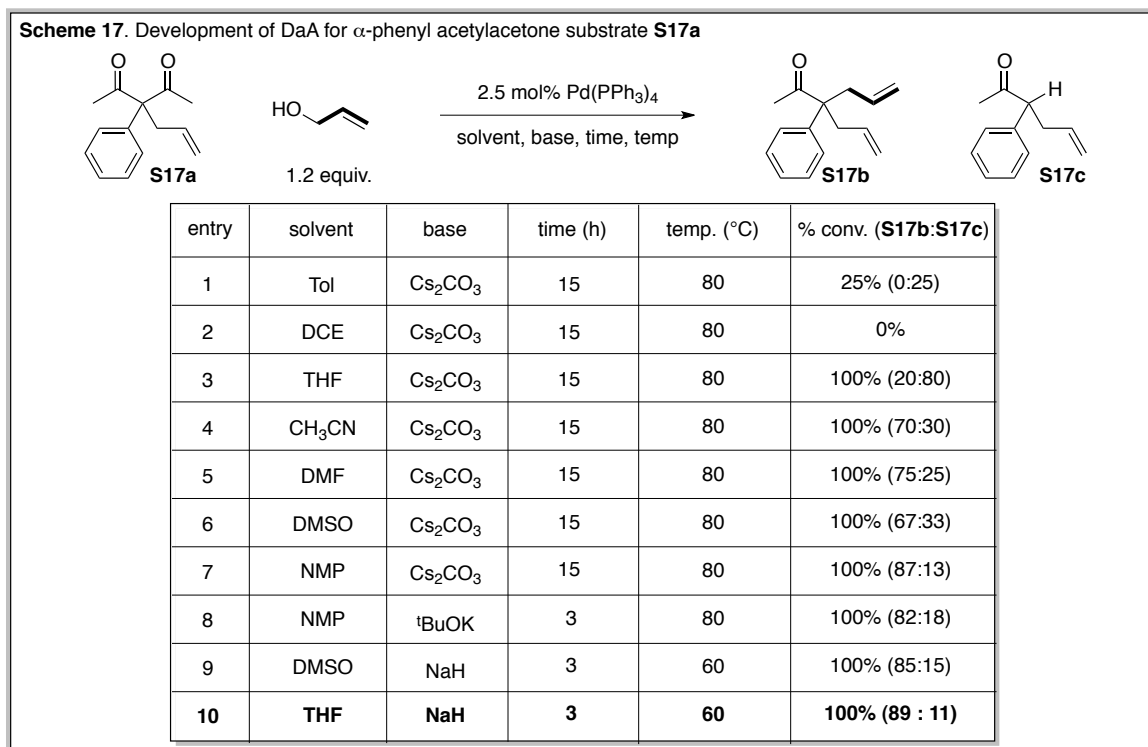 Scheme 17. Development of DaA for α-phenyl acetylacetone substrate S17a
O O
S17a
HO
1.2 equiv.
2.5 mol% Pd(PPh₃)₄
solvent, base, time, temp
O
S17b
O
H
S17c
entry solvent base time (h) temp. (°C) % conv. (S17b:S17c)
1 Tol Cs₂CO₃ 15 80 25% (0:25)
2 DCE Cs₂CO₃ 15 80 0%
3 THF Cs₂CO₃ 15 80 100% (20:80)
4 CH₃CN Cs₂CO₃ 15 80 100% (70:30)
5 DMF Cs₂CO₃ 15 80 100% (75:25)
6 DMSO Cs₂CO₃ 15 80 100% (67:33)
7 NMP Cs₂CO₃ 15 80 100% (87:13)
8 NMP ᵗBuOK 3 80 100% (82:18)
9 DMSO NaH 3 60 100% (85:15)
10 THF NaH 3 60 100% (89 : 11)